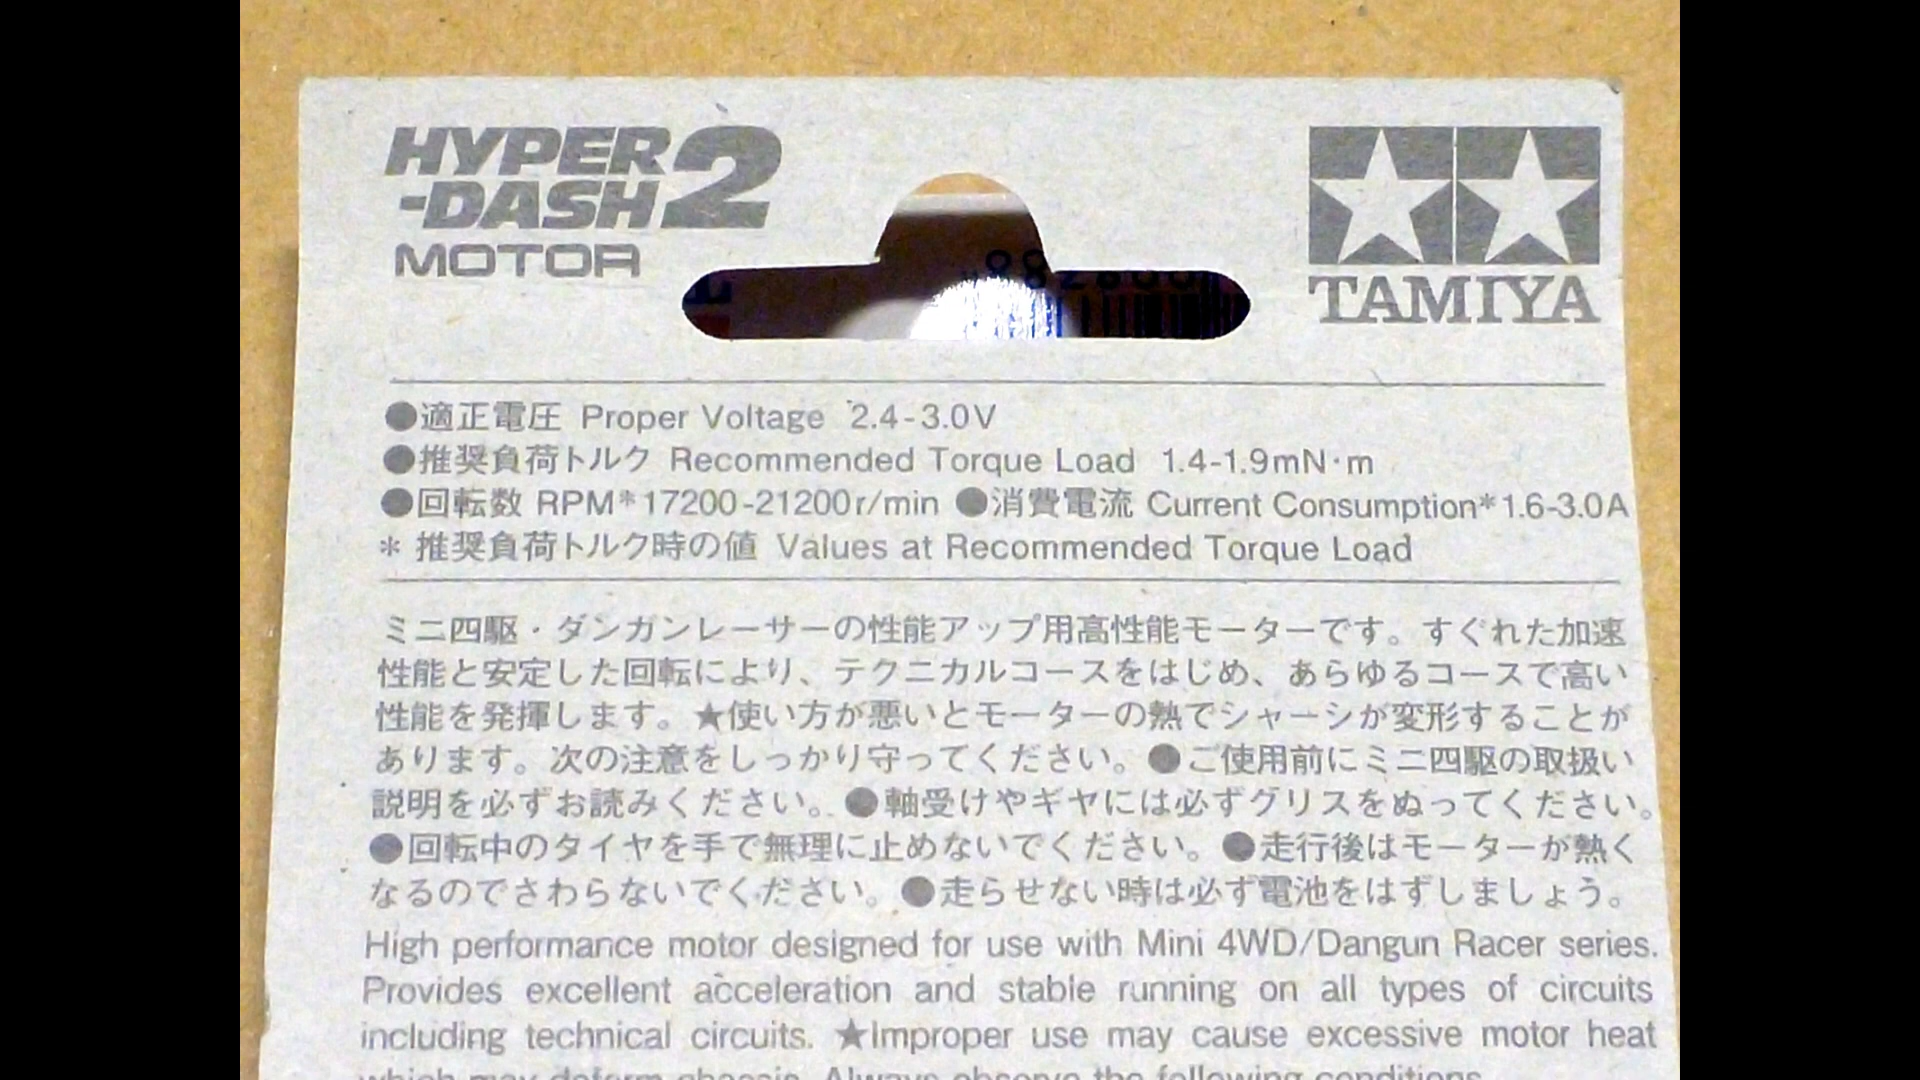 HYPER
-DASH 2
MOTOR
TAMIYA
●適正電圧 Proper Voltage 2.4-3.0V
●推奨負荷トルク Recommended Torque Load 1.4-1.9mN·m
●回転数 RPM*17200-21200r/min ●消費電流 Current Consumption*1.6-3.0A
* 推奨負荷トルク時の値 Values at Recommended Torque Load
ミニ四駆・ダンガンレーサーの性能アップ用高性能モーターです。すぐれた加速
性能と安定した回転により、テクニカルコースをはじめ、あらゆるコースで高い
性能を発揮します。★使い方が悪いとモーターの熱でシャーシが変形することが
あります。次の注意をしっかり守ってください。●ご使用前にミニ四駆の取扱い
説明を必ずお読みください。●軸受けやギヤには必ずグリスをぬってください。
●回転中のタイヤを手で無理に止めないでください。●走行後はモーターが熱く
なるのでさわらないでください。●走らせない時は必ず電池をはずしましょう。
High performance motor designed for use with Mini 4WD/Dangun Racer series.
Provides excellent acceleration and stable running on all types of circuits
including technical circuits. ★Improper use may cause excessive motor heat
which may deform chassis. Always observe the following conditions.